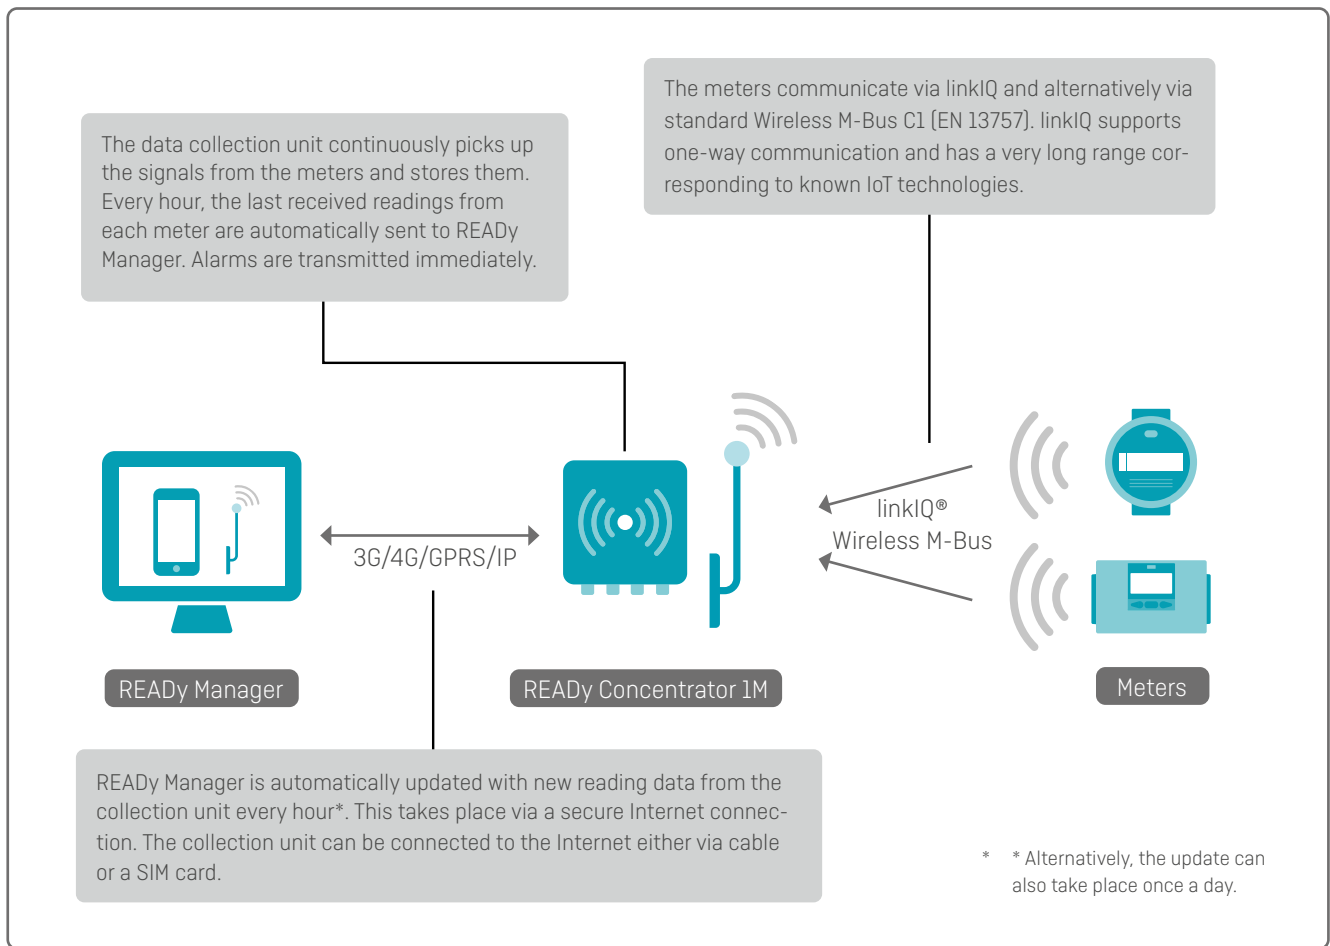 The meters communicate via linkIQ and alternatively via
standard Wireless M-Bus C1 (EN 13757). linkIQ supports
one-way communication and has a very long range cor-
responding to known IoT technologies.
The data collection unit continuously picks up
the signals from the meters and stores them.
Every hour, the last received readings from
each meter are automatically sent to READy
Manager. Alarms are transmitted immediately.
linkIQ®
Wireless M-Bus
3G/4G/GPRS/IP
READy Manager
READy Concentrator 1M
Meters
READy Manager is automatically updated with new reading data from the
collection unit every hour*. This takes place via a secure Internet connec-
tion. The collection unit can be connected to the Internet either via cable
or a SIM card.
* * Alternatively, the update can
also take place once a day.